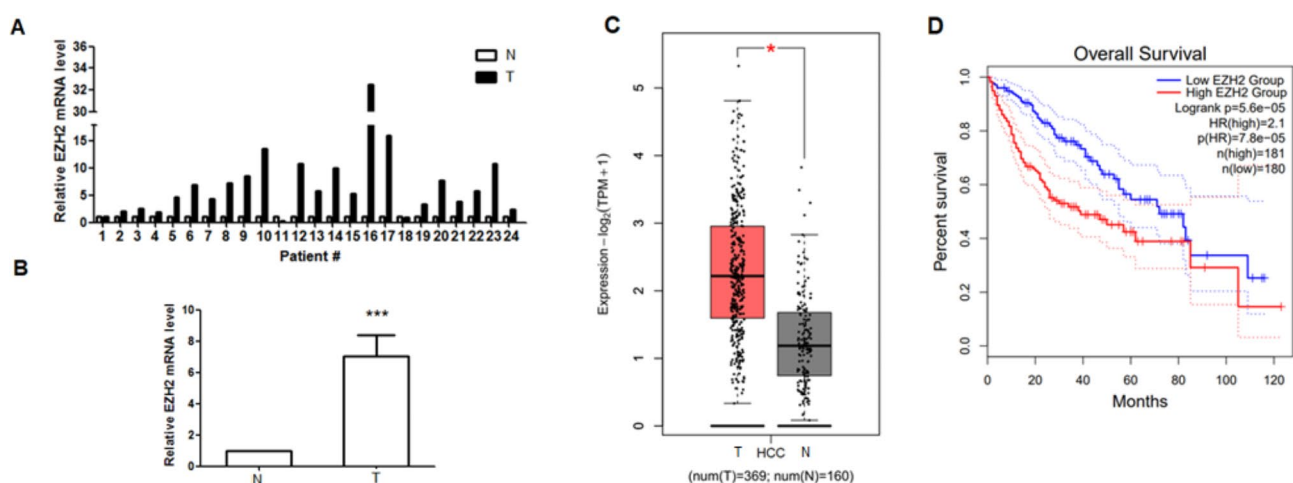 A
Relative EZH2 mRNA level
36
34
32
30
15
10
5
0
N
T
1 2 3 4 5 6 7 8 9 10 11 12 13 14 15 16 17 18 19 20 21 22 23 24
Patient #
B
Relative EZH2 mRNA level
10
8
6
4
2
0
***
N T
C
Expression – log2(TPM + 1)
5
4
3
2
1
0
*
T HCC N
(num(T)=369; num(N)=160)
D
Overall Survival
Low EZH2 Group
High EZH2 Group
Logrank p=5.6e−05
HR(high)=2.1
p(HR)=7.8e−05
n(high)=181
n(low)=180
Percent survival
1.0
0.8
0.6
0.4
0.2
0.0
0 20 40 60 80 100 120
Months